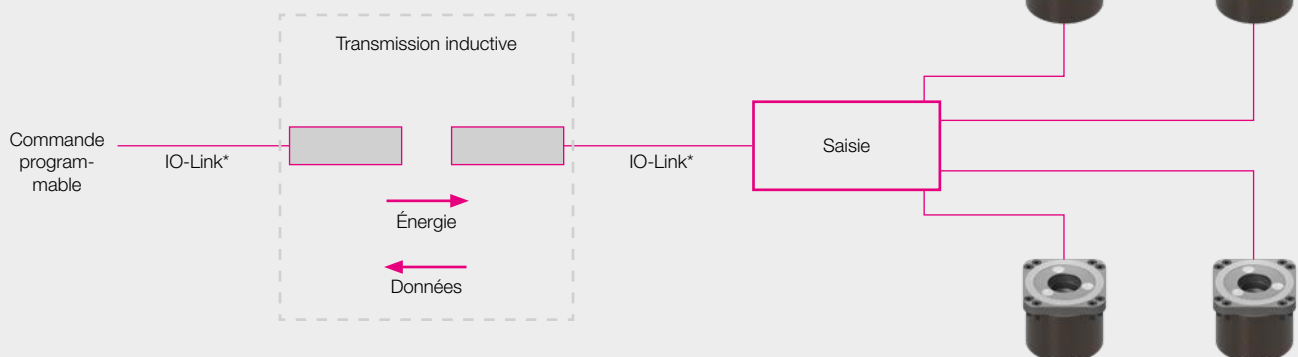 Transmission inductive
Commande
program-
mable
IO-Link*
IO-Link*
Saisie
Énergie
Données